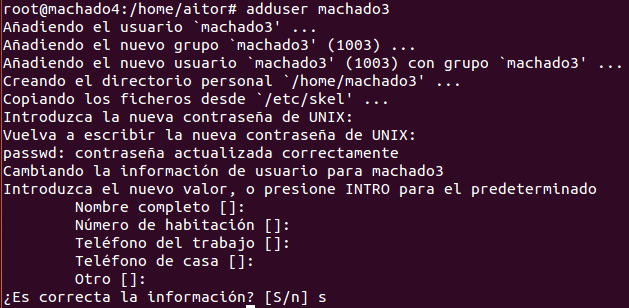 root@machado4:/home/aitor# adduser machado3
Añadiendo el usuario `machado3' ...
Añadiendo el nuevo grupo `machado3' (1003) ...
Añadiendo el nuevo usuario `machado3' (1003) con grupo `machado3' ...
Creando el directorio personal `/home/machado3' ...
Copiando los ficheros desde `/etc/skel' ...
Introduzca la nueva contraseña de UNIX:
Vuelva a escribir la nueva contraseña de UNIX:
passwd: contraseña actualizada correctamente
Cambiando la información de usuario para machado3
Introduzca el nuevo valor, o presione INTRO para el predeterminado
        Nombre completo []:
        Número de habitación []:
        Teléfono del trabajo []:
        Teléfono de casa []:
        Otro []:
¿Es correcta la información? [S/n] s